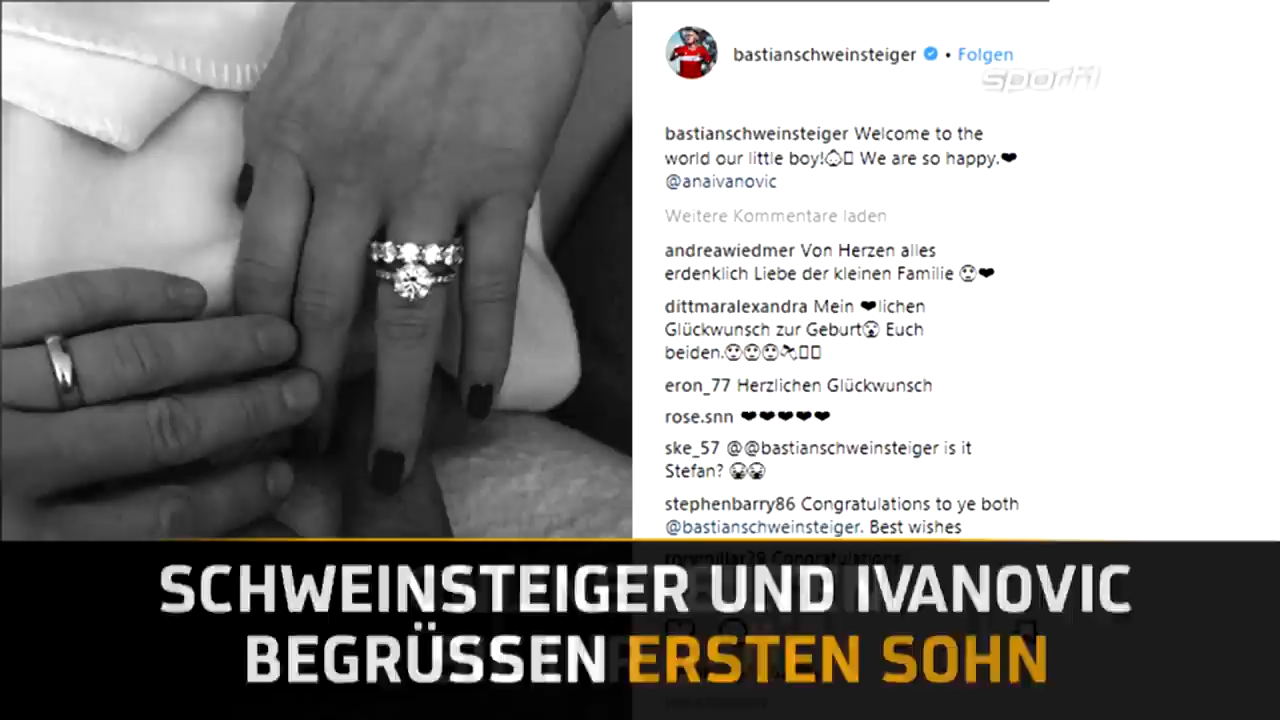 bastianschweinsteiger • Folgen
sport1
bastianschweinsteiger Welcome to the
world our little boy! We are so happy.❤
@anaivanovic
Weitere Kommentare laden
andreawiedmer Von Herzen alles
erdenklich Liebe der kleinen Familie ❤
dittmaralexandra Mein ❤lichen
Glückwunsch zur Geburt Euch
beiden.
eron_77 Herzlichen Glückwunsch
rose.snn ❤❤❤❤❤
ske_57 @@bastianschweinsteiger is it
Stefan?
stephenbarry86 Congratulations to ye both
@bastianschweinsteiger. Best wishes
Congratulations
SCHWEINSTEIGER UND IVANOVIC
BEGRÜSSEN ERSTEN SOHN